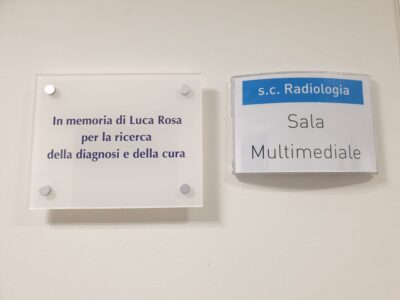 In memoria di Luca Rosa
per la ricerca
della diagnosi e della cura
s.c. Radiologia
Sala
Multimediale